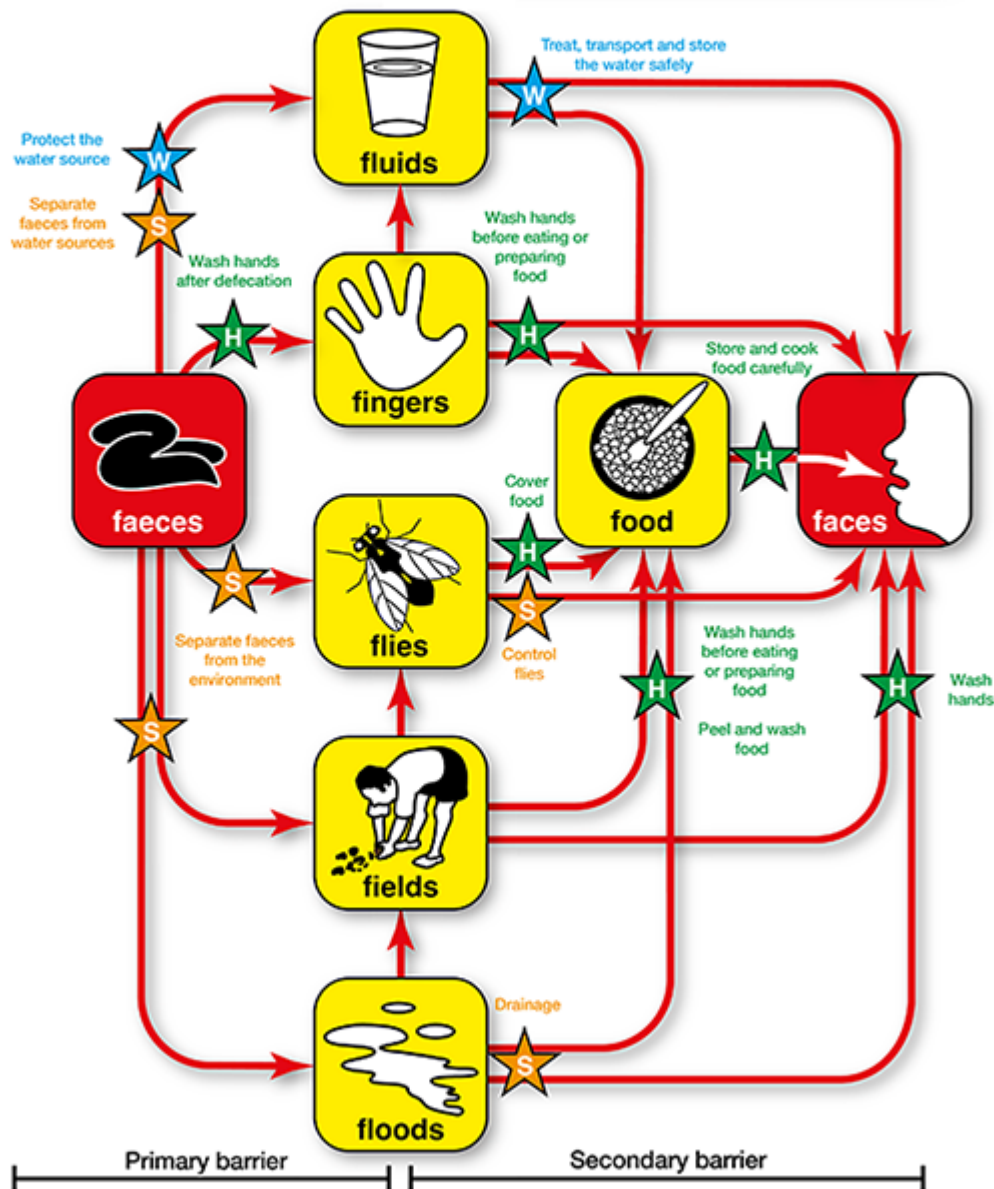 Treat, transport and store
the water safely
W
fluids
Protect the
water source
W
Separate
faeces from
water sources
S
Wash hands
after defecation
H
Wash hands
before eating or
preparing
food
H
fingers
Store and cook
food carefully
H
faeces
food
faces
Cover
food
H
S
flies
S
Control
flies
Separate faeces
from the
environment
Wash hands
before eating
or preparing
food
H
Peel and wash
food
H
Wash
hands
S
fields
Drainage
S
floods
Primary barrier
Secondary barrier